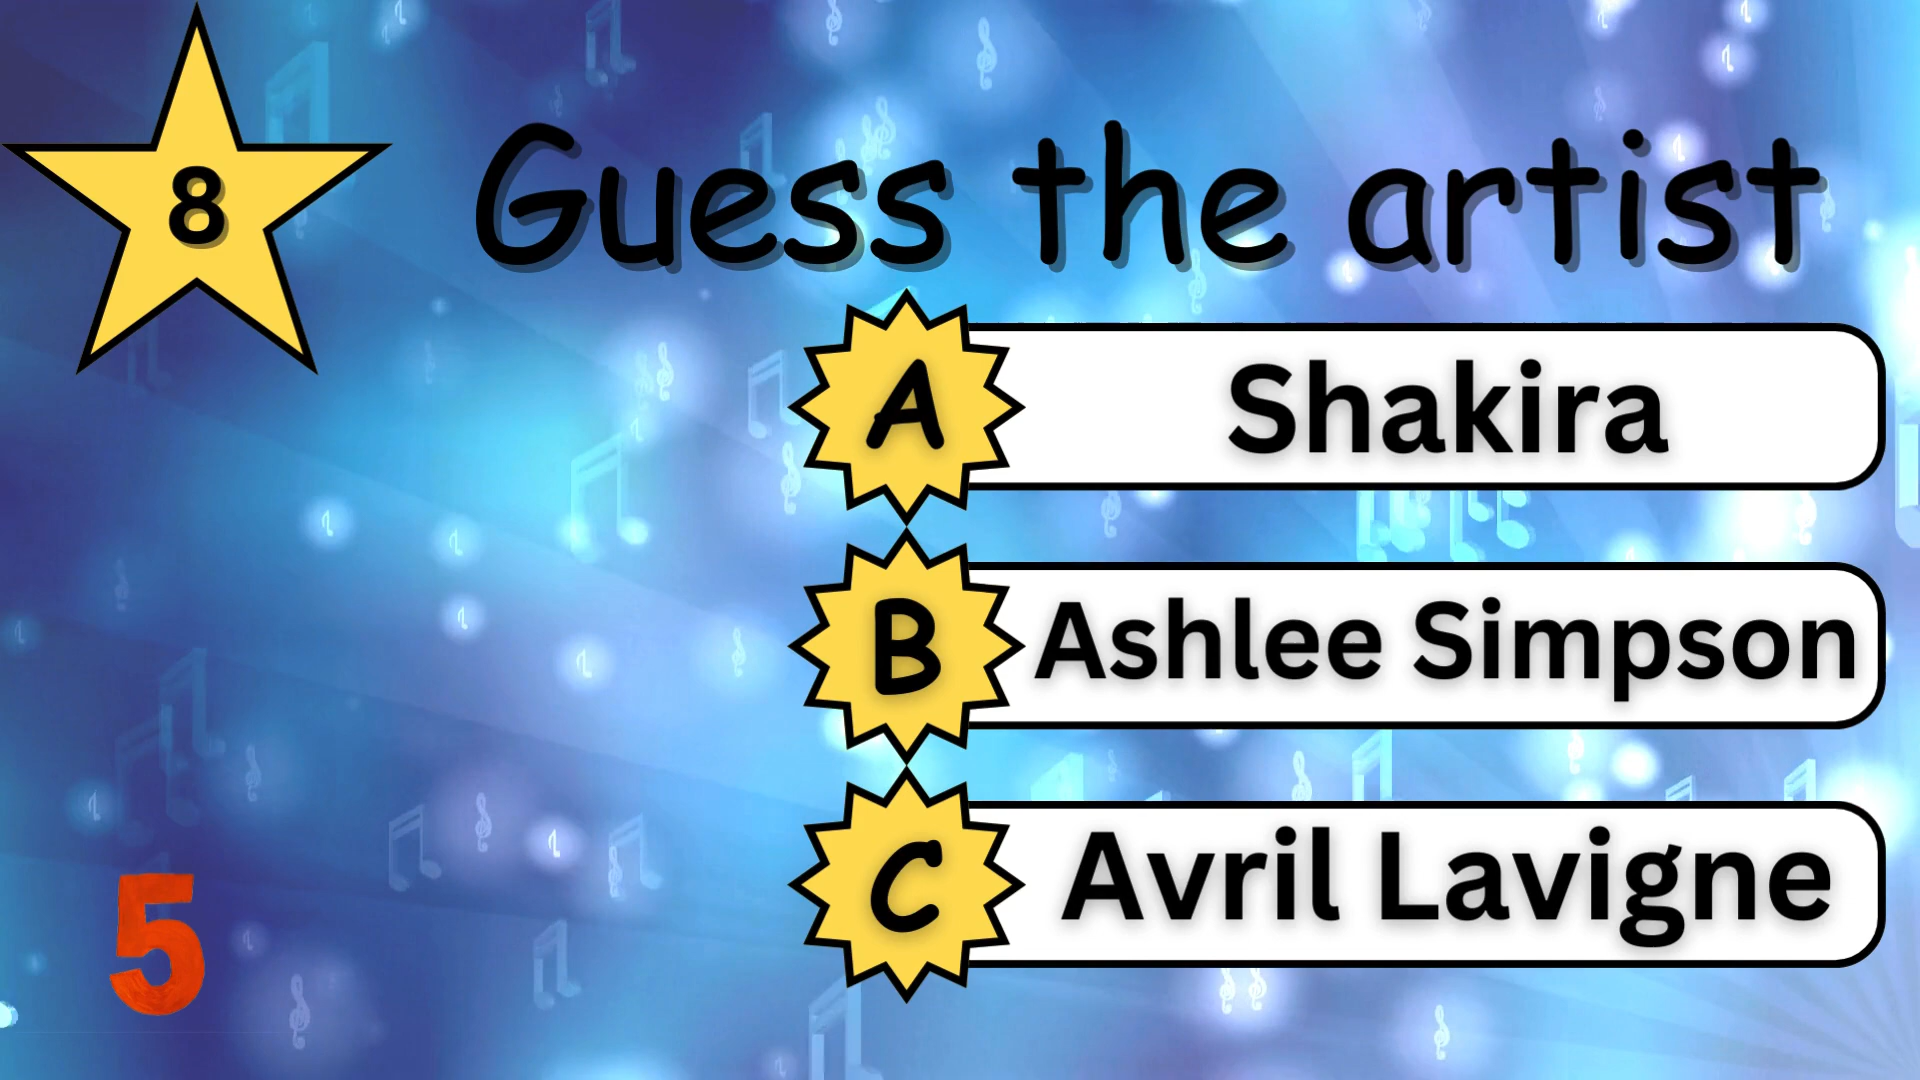 8
Guess the artist
A Shakira
B Ashlee Simpson
C Avril Lavigne
5